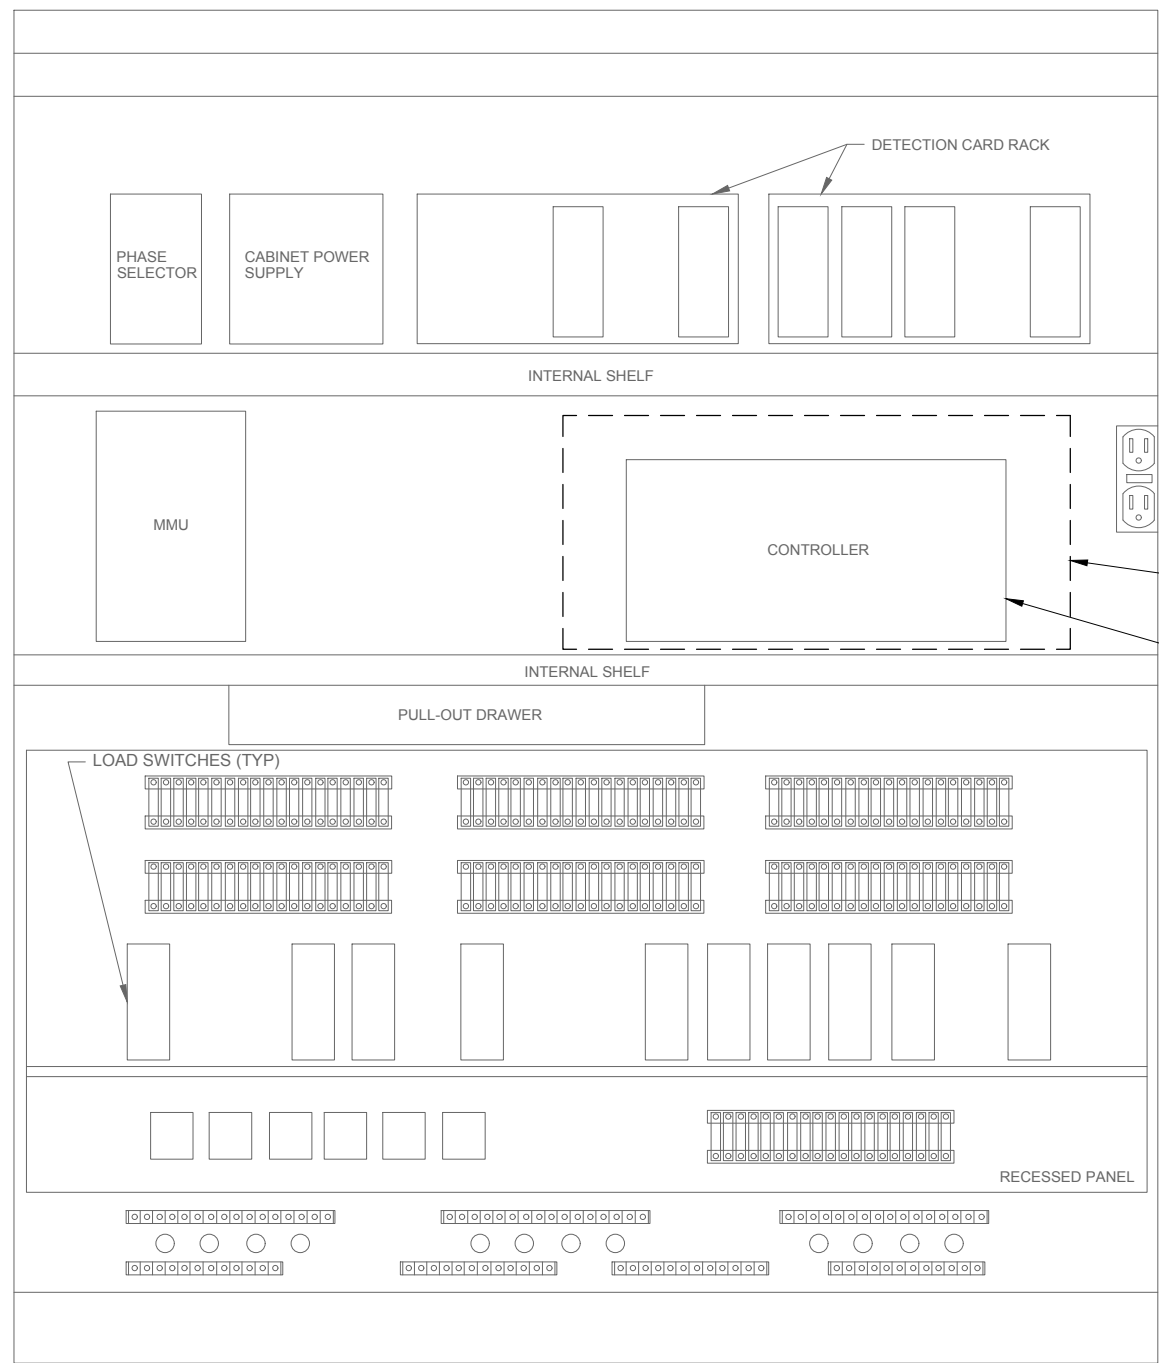 DETECTION CARD RACK
PHASE
SELECTOR
CABINET POWER
SUPPLY
INTERNAL SHELF
MMU
CONTROLLER
INTERNAL SHELF
PULL-OUT DRAWER
LOAD SWITCHES (TYP)
RECESSED PANEL